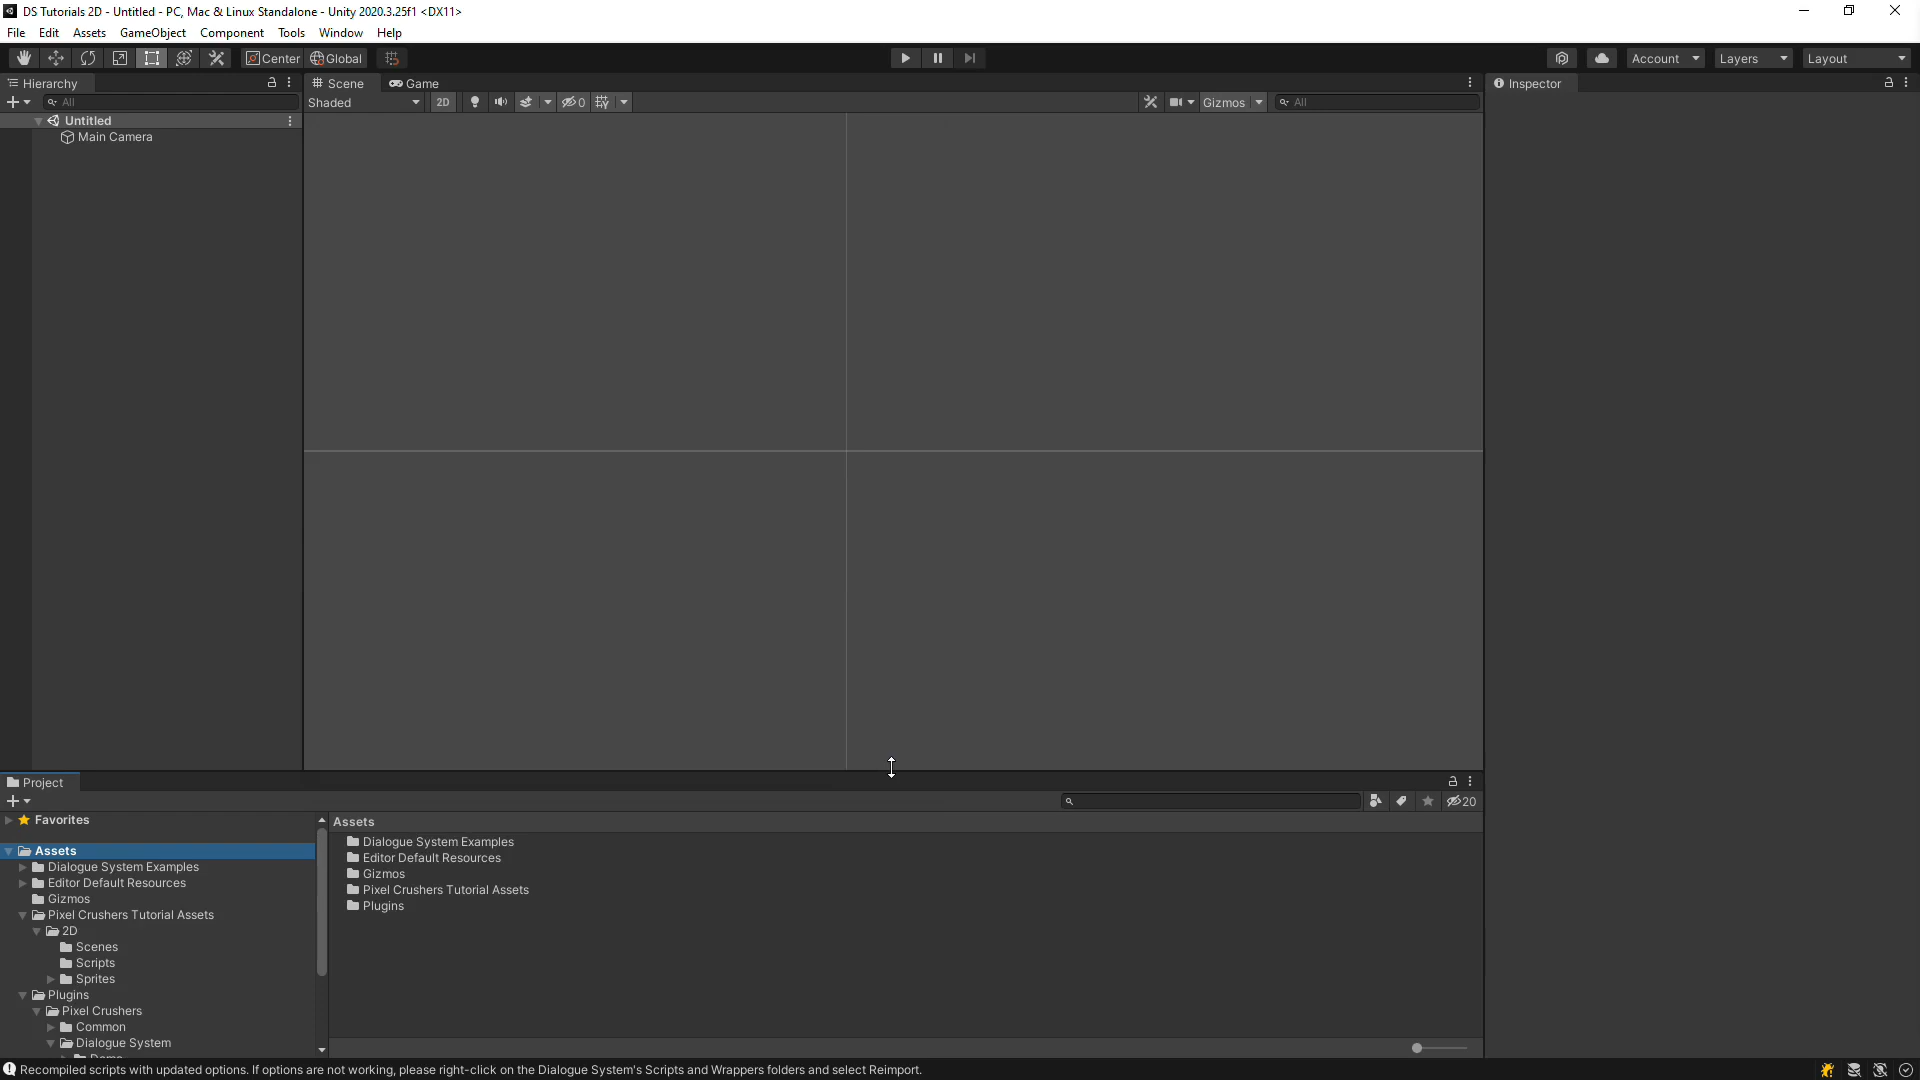 DS Tutorials 2D - Untitled - PC, Mac & Linux Standalone - Unity 2020.3.25f1 <DX11>
File Edit Assets GameObject Component Tools Window Help
Center Global Account Layers Layout
Hierarchy Scene Game Inspector
All Shaded 2D 0 Gizmos All
Untitled
Main Camera
Project
20
Favorites
Assets
Assets
Dialogue System Examples
Editor Default Resources
Gizmos
Pixel Crushers Tutorial Assets
Plugins
Dialogue System Examples
Editor Default Resources
Gizmos
Pixel Crushers Tutorial Assets
2D
Scenes
Scripts
Sprites
Plugins
Pixel Crushers
Common
Dialogue System
Recompiled scripts with updated options. If options are not working, please right-click on the Dialogue System's Scripts and Wrappers folders and select Reimport.